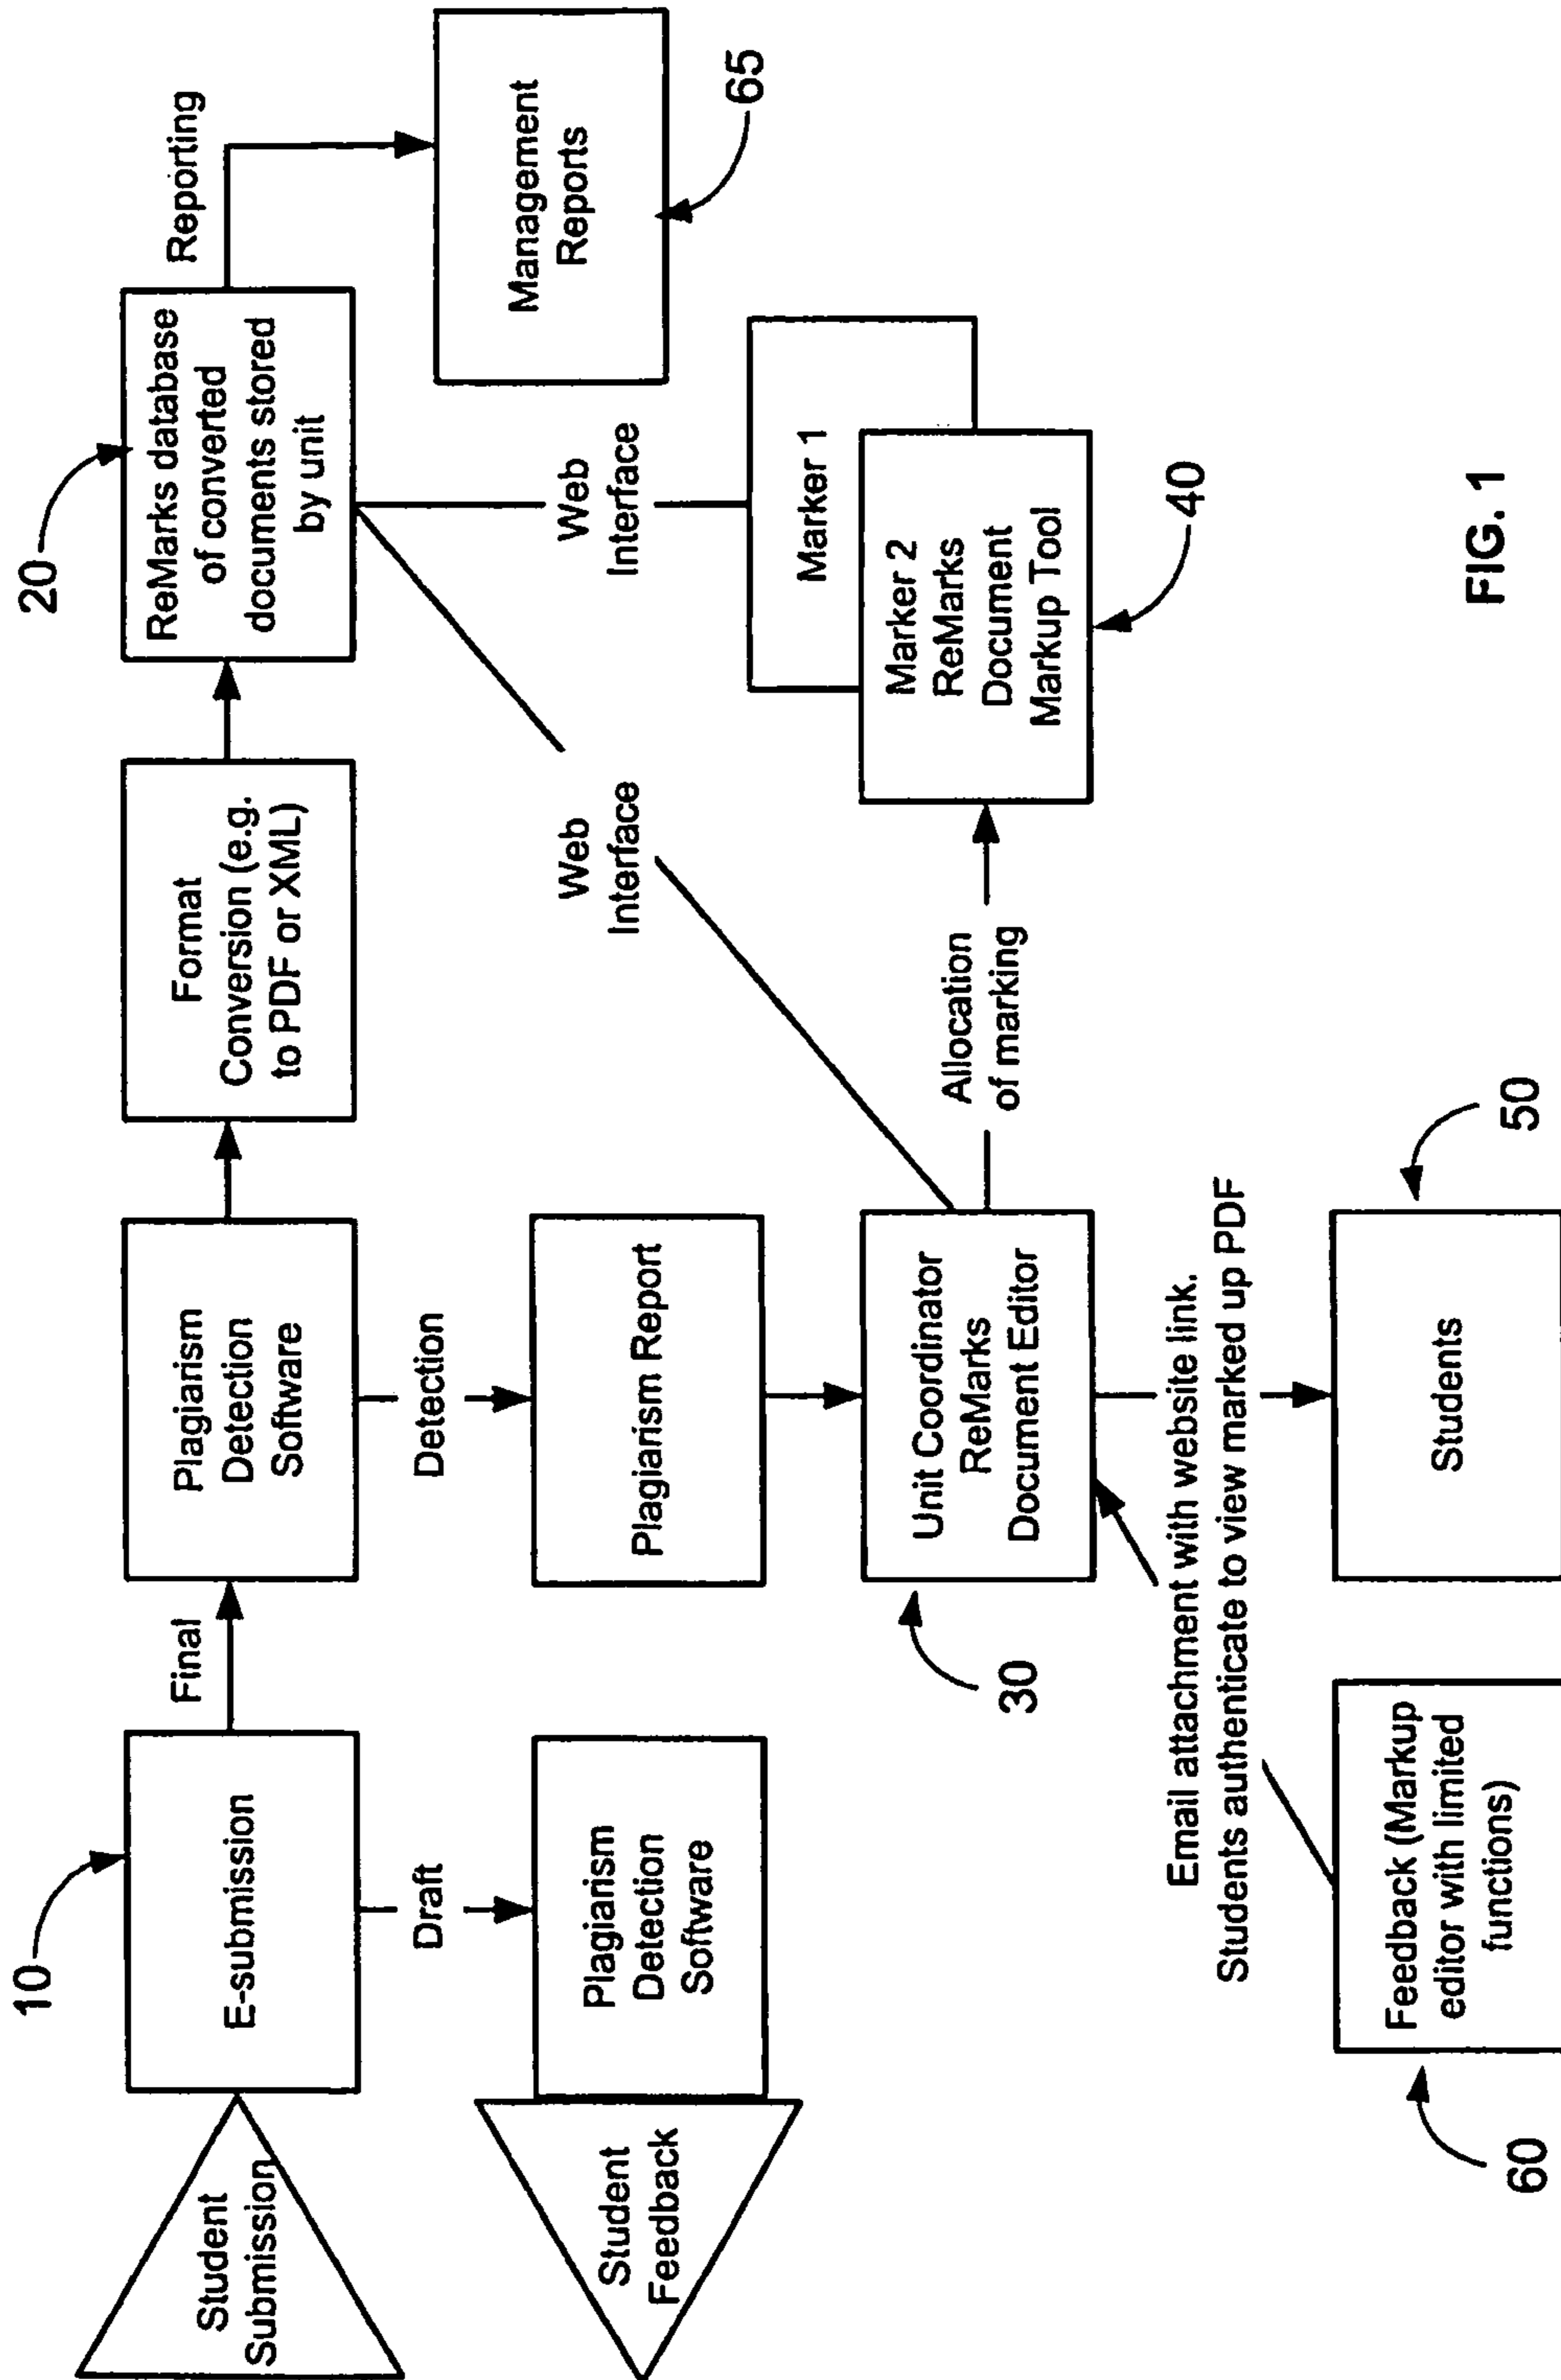 10
20
Student
Submission
E-submission
Final
Plagiarism
Detection
Software
Format
Conversion (e.g.
to PDF or XML)
ReMarks database
of converted
documents stored
by unit
Reporting
Draft
Detection
Student
Feedback
Plagiarism
Detection
Software
Plagiarism Report
Management
Reports
65
Web
Interface
Web
Interface
30
Unit Coordinator
ReMarks
Document Editor
Allocation
of marking
Marker 1
Marker 2
ReMarks
Document
Markup Tool
40
Email attachment with website link.
Students authenticate to view marked up PDF
60
Feedback (Markup
editor with limited
functions)
Students
50
FIG. 1